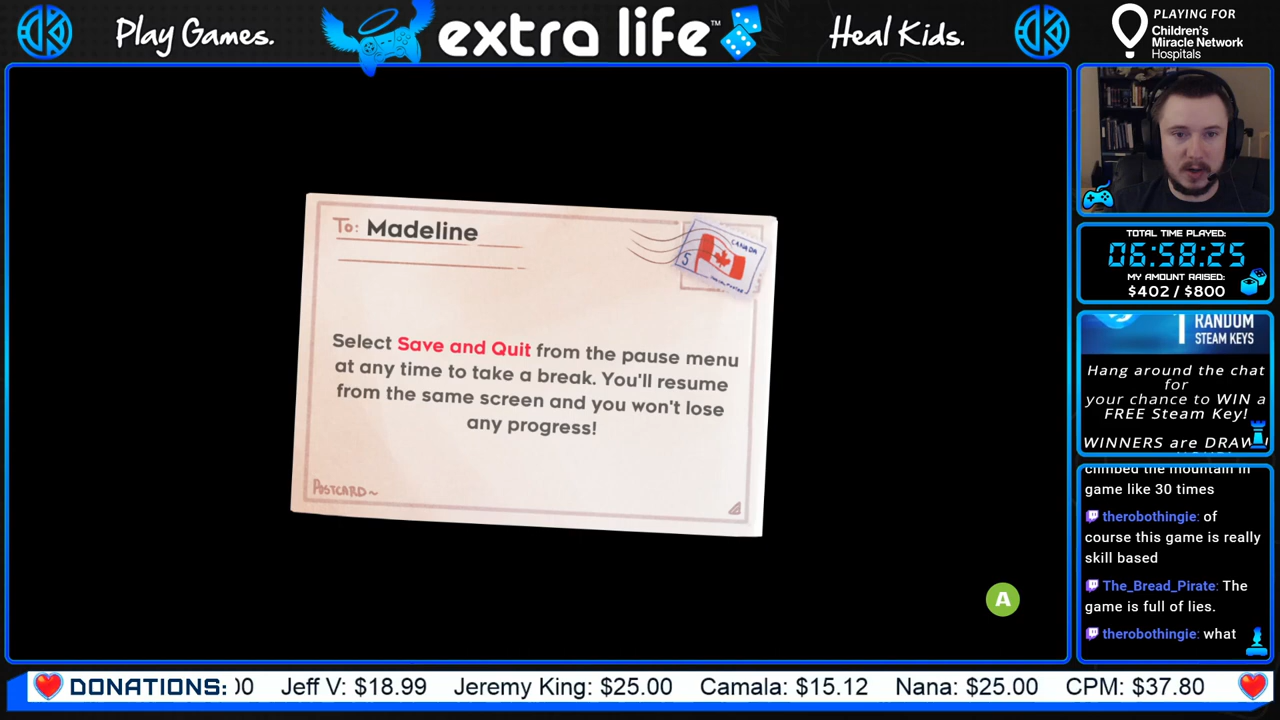 Play Games.
extra life™
Heal Kids.
PLAYING FOR
Children's
Miracle Network
Hospitals
To: Madeline
CANADA
5
Select Save and Quit from the pause menu
at any time to take a break. You'll resume
from the same screen and you won't lose
any progress!
POSTCARD~
A
TOTAL TIME PLAYED:
06:58:25
MY AMOUNT RAISED:
$402 / $800
RANDOM
STEAM KEYS
Hang around the chat
for
your chance to WIN a
FREE Steam Key!
WINNERS are DRAW
climbed the mountain in
game like 30 times
therobothingie: of
course this game is really
skill based
The_Bread_Pirate: The
game is full of lies.
therobothingie: what
DONATIONS: 00 Jeff V: $18.99 Jeremy King: $25.00 Camala: $15.12 Nana: $25.00 CPM: $37.80